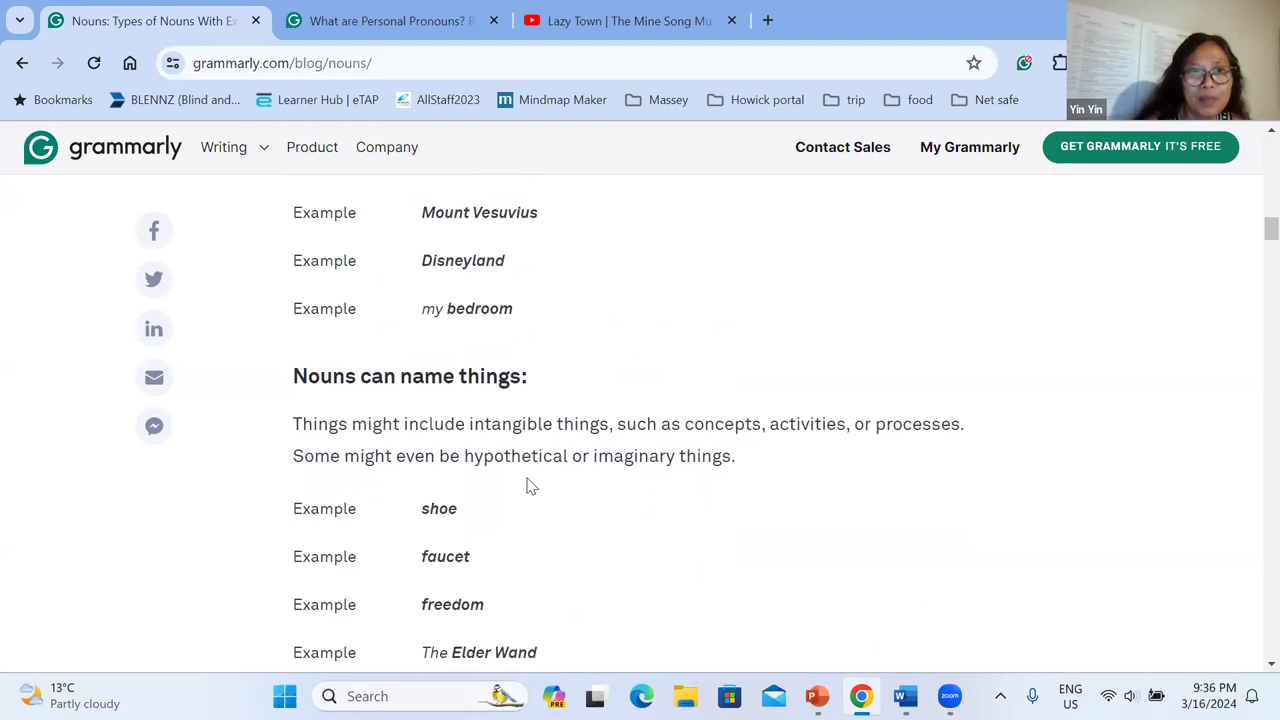 Nouns: Types of Nouns With Ex
What are Personal Pronouns? R
Lazy Town | The Mine Song Mu
grammarly.com/blog/nouns/
Bookmarks
BLENNZ (Blind and...
Learner Hub | eTAP
AllStaff2023
Mindmap Maker
Massey
Howick portal
trip
food
Net safe
Yin Yin
grammarly
Writing
Product
Company
Contact Sales
My Grammarly
GET GRAMMARLY IT'S FREE
Example Mount Vesuvius
Example Disneyland
Example my bedroom
Nouns can name things:
Things might include intangible things, such as concepts, activities, or processes.
Some might even be hypothetical or imaginary things.
Example shoe
Example faucet
Example freedom
Example The Elder Wand
13°C
Partly cloudy
Search
ENG
US
9:36 PM
3/16/2024